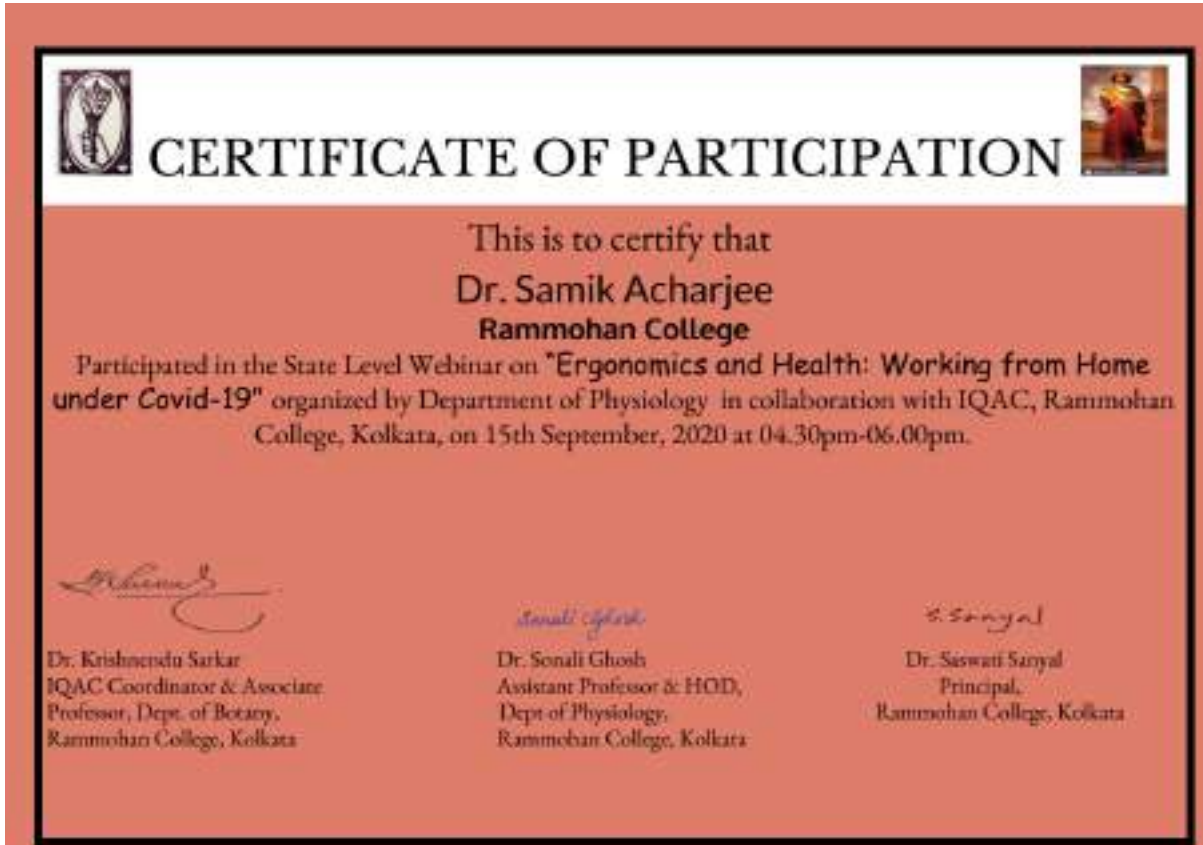 CERTIFICATE OF PARTICIPATION
This is to certify that
Dr. Samik Acharjee
Rammohan College
Participated in the State Level Webinar on "Ergonomics and Health: Working from Home
under Covid-19" organized by Department of Physiology in collaboration with IQAC, Rammohan
College, Kolkata, on 15th September, 2020 at 04.30pm-06.00pm.
Sonali Ghosh
S. Sanyal
Dr. Krishnendu Sarkar
IQAC Coordinator & Associate
Professor, Dept. of Botany,
Rammohan College, Kolkata
Dr. Sonali Ghosh
Assistant Professor & HOD,
Dept of Physiology,
Rammohan College, Kolkata
Dr. Saswati Sanyal
Principal,
Rammohan College, Kolkata